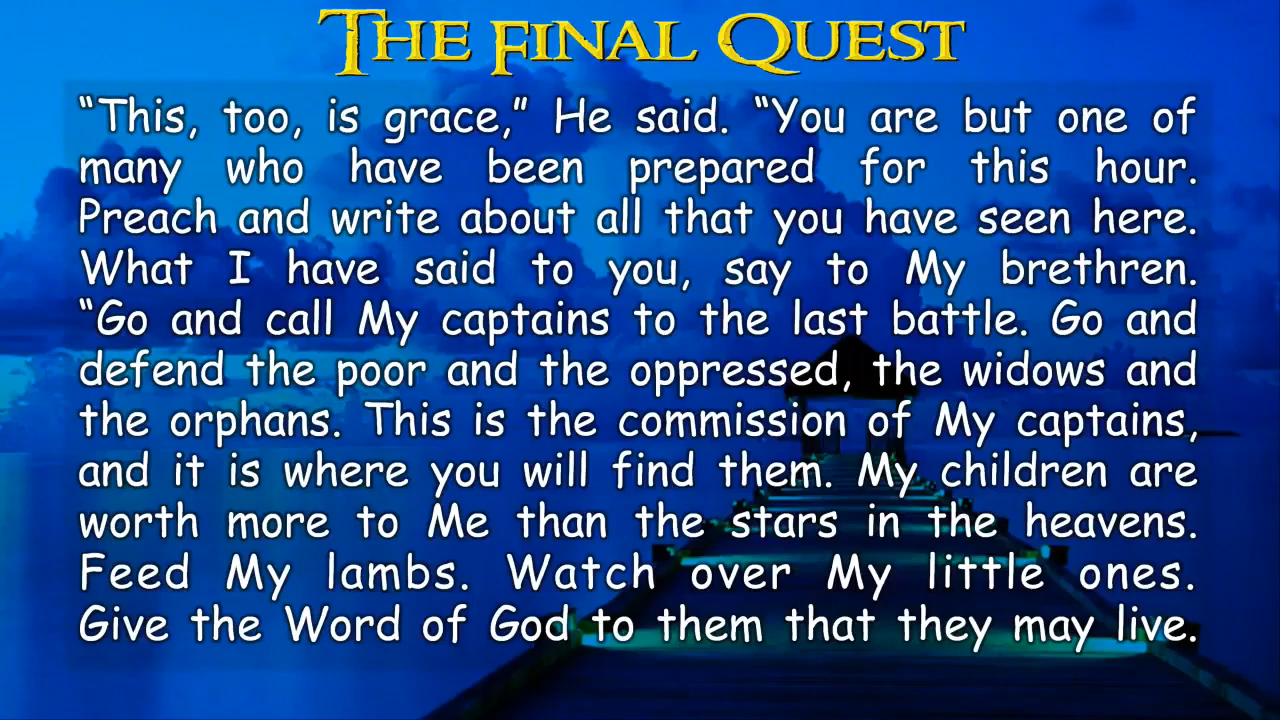 The Final Quest
“This, too, is grace,” He said. “You are but one of
many who have been prepared for this hour.
Preach and write about all that you have seen here.
What I have said to you, say to My brethren.
“Go and call My captains to the last battle. Go and
defend the poor and the oppressed, the widows and
the orphans. This is the commission of My captains,
and it is where you will find them. My children are
worth more to Me than the stars in the heavens.
Feed My lambs. Watch over My little ones.
Give the Word of God to them that they may live.